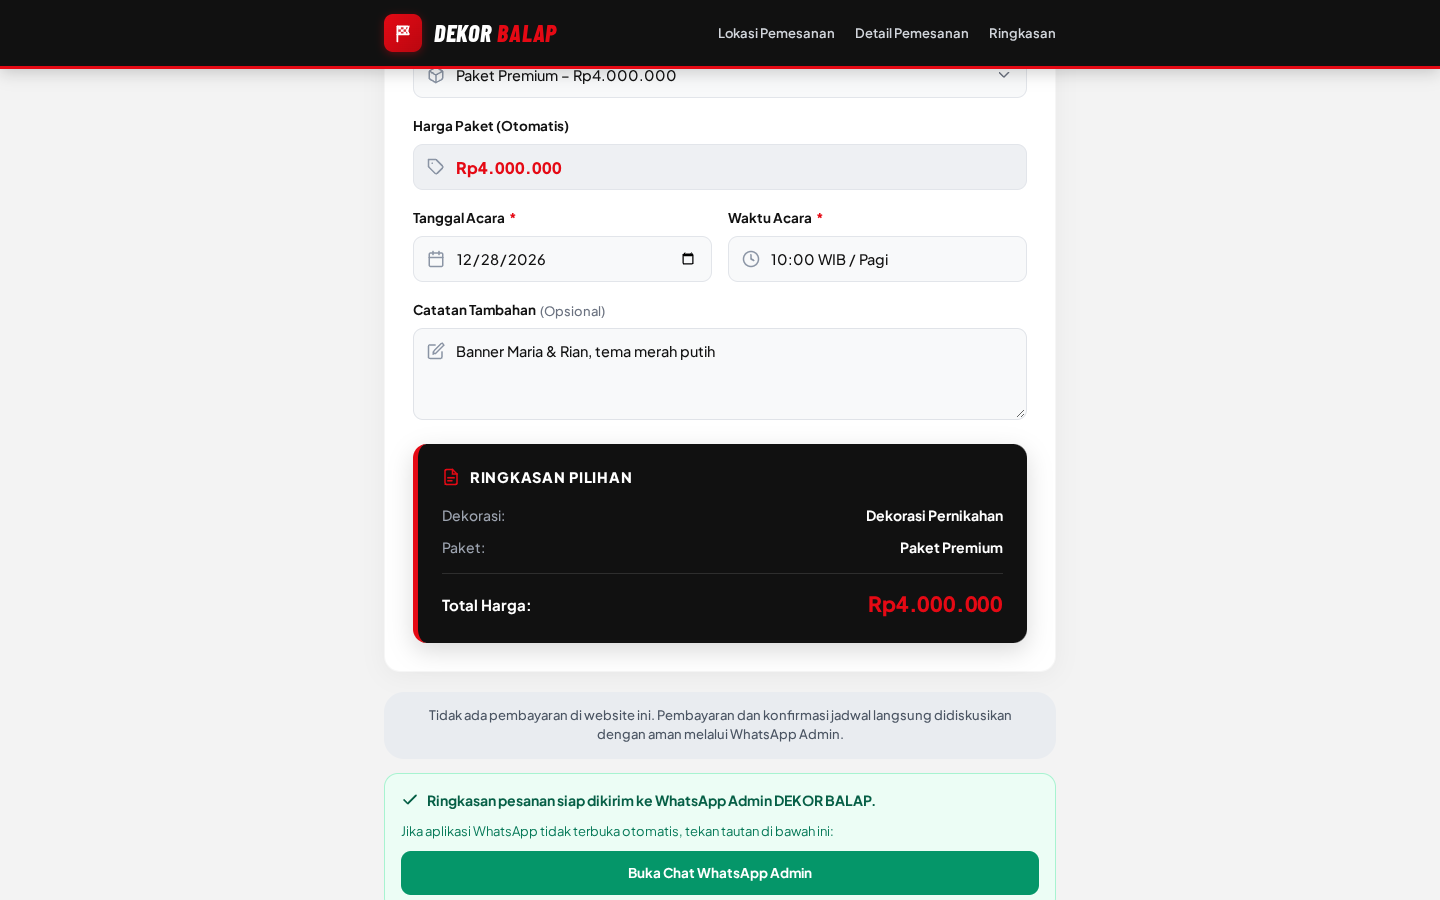 DEKOR BALAP
Lokasi Pemesanan
Detail Pemesanan
Ringkasan
Paket Premium – Rp4.000.000
Harga Paket (Otomatis)
Rp4.000.000
Tanggal Acara *
Waktu Acara *
12/28/2026
10:00 WIB / Pagi
Catatan Tambahan (Opsional)
Banner Maria & Rian, tema merah putih
RINGKASAN PILIHAN
Dekorasi: Dekorasi Pernikahan
Paket: Paket Premium
Total Harga: Rp4.000.000
Tidak ada pembayaran di website ini. Pembayaran dan konfirmasi jadwal langsung didiskusikan
dengan aman melalui WhatsApp Admin.
Ringkasan pesanan siap dikirim ke WhatsApp Admin DEKOR BALAP.
Jika aplikasi WhatsApp tidak terbuka otomatis, tekan tautan di bawah ini:
Buka Chat WhatsApp Admin